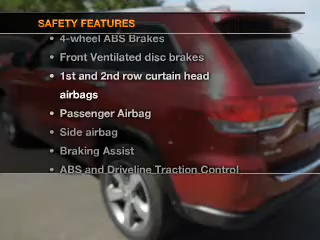 SAFETY FEATURES
• 4-wheel ABS Brakes
• Front Ventilated disc brakes
• 1st and 2nd row curtain head
airbags
• Passenger Airbag
• Side airbag
• Braking Assist
• ABS and Driveline Traction Control